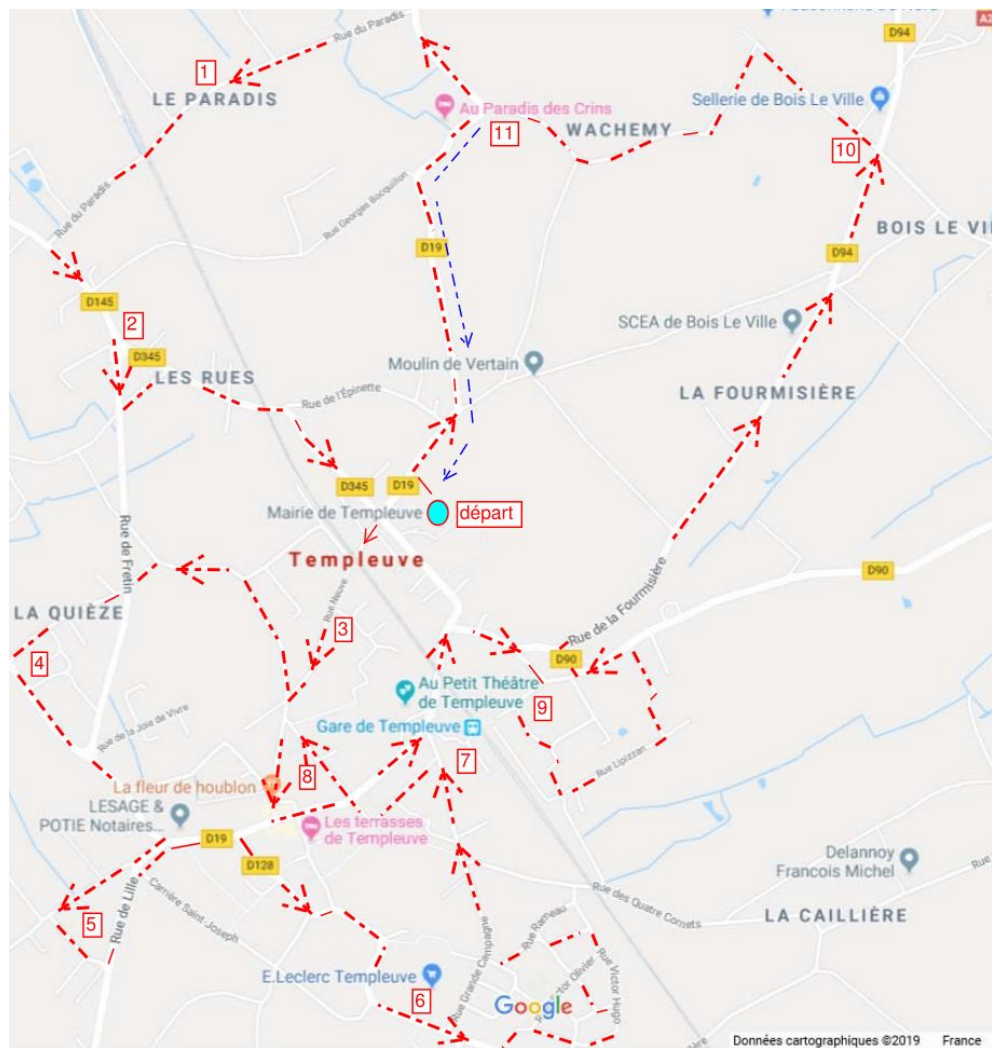 D94
A2
Rue du Paradis
1
LE PARADIS
Au Paradis des Crins
11
WACHEMY
Sellerie de Bois Le Ville
10
Rue du Paradis
Rue Georges Bocquillon
D19
D94
BOIS LE VIL
D145
2
SCEA de Bois Le Ville
D345
LES RUES
Moulin de Vertain
Rue de l'Épinette
LA FOURMISIÈRE
D345
D19
Mairie de Templeuve
départ
Templeuve
Rue de Fretin
D90
LA QUIÈZE
Rue Neuve
3
Rue de la Fourmisière
4
D90
Au Petit Théâtre
de Templeuve
9
Rue de la Joie de Vivre
Gare de Templeuve
Rue Lipizzan
7
8
La fleur de houblon
LESAGE &
POTIE Notaires...
D19
Les terrasses
de Templeuve
D128
Delannoy
Francois Michel
Carrière Saint-Joseph
Rue des Quatre Cornets
LA CAILLIÈRE
5
Rue de Lille
Rue Rameau
Rue Grande Campagne
Rue Victor Hugo
E.Leclerc Templeuve
6
Google
Données cartographiques ©2019 France